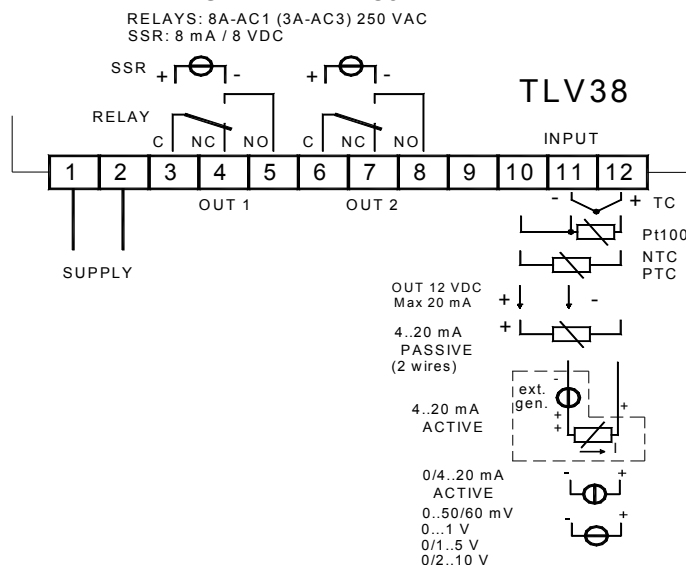 RELAYS: 8A-AC1 (3A-AC3) 250 VAC
SSR: 8 mA / 8 VDC
SSR + - + -
TLV38
RELAY
C NC NO C NC NO INPUT
1 2 3 4 5 6 7 8 9 10 11 12
OUT 1 OUT 2
- + TC
Pt100
SUPPLY
NTC
PTC
OUT 12 VDC
Max 20 mA + -
4..20 mA +
PASSIVE
(2 wires)
-
ext.
gen.
+ +
4..20 mA +
ACTIVE
I
0/4..20 mA - +
ACTIVE
0..50/60 mV - +
0...1 V
0/1..5 V
0/2..10 V